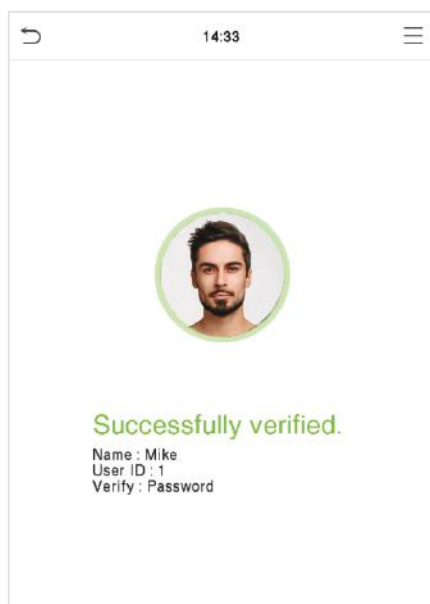 14:33
Successfully verified.
Name : Mike
User ID : 1
Verify : Password